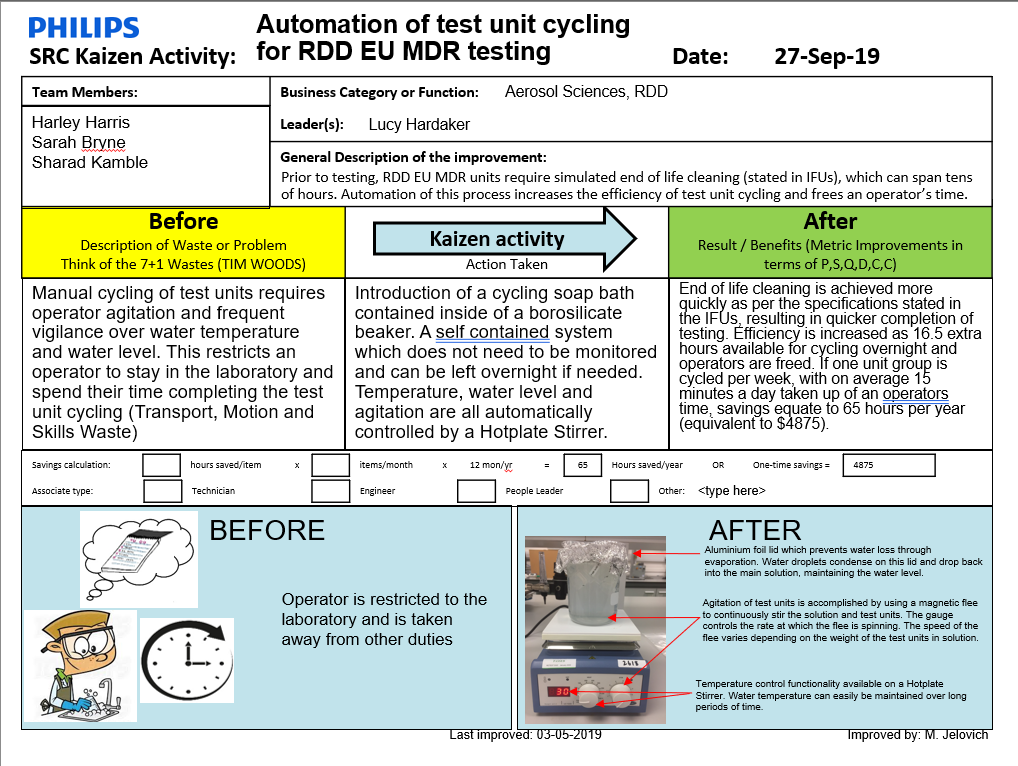 PHILIPS
SRC Kaizen Activity:
Automation of test unit cycling
for RDD EU MDR testing
Date: 27-Sep-19
Team Members:
Harley Harris
Sarah Bryne
Sharad Kamble
Business Category or Function: Aerosol Sciences, RDD
Leader(s): Lucy Hardaker
General Description of the improvement:
Prior to testing, RDD EU MDR units require simulated end of life cleaning (stated in IFUs), which can span tens
of hours. Automation of this process increases the efficiency of test unit cycling and frees an operator's time.
Before
Description of Waste or Problem
Think of the 7+1 Wastes (TIM WOODS)
Kaizen activity
Action Taken
After
Result / Benefits (Metric Improvements in
terms of P,S,Q,D,C,C)
Manual cycling of test units requires
operator agitation and frequent
vigilance over water temperature
and water level. This restricts an
operator to stay in the laboratory and
spend their time completing the test
unit cycling (Transport, Motion and
Skills Waste)
Introduction of a cycling soap bath
contained inside of a borosilicate
beaker. A self contained system
which does not need to be monitored
and can be left overnight if needed.
Temperature, water level and
agitation are all automatically
controlled by a Hotplate Stirrer.
End of life cleaning is achieved more
quickly as per the specifications stated in
the IFUs, resulting in quicker completion of
testing. Efficiency is increased as 16.5 extra
hours available for cycling overnight and
operators are freed. If one unit group is
cycled per week, with on average 15
minutes a day taken up of an operators
time, savings equate to 65 hours per year
(equivalent to $4875).
Savings calculation: hours saved/item x items/month x 12 mon/yr = 65 Hours saved/year OR One-time savings = 4875
Associate type: Technician Engineer People Leader Other: <type here>
BEFORE
Operator is restricted to the
laboratory and is taken
away from other duties
AFTER
Aluminium foil lid which prevents water loss through
evaporation. Water droplets condense on this lid and drop back
into the main solution, maintaining the water level.
Agitation of test units is accomplished by using a magnetic flee
to continuously stir the solution and test units. The gauge
controls the rate at which the flee is spinning. The speed of the
flee varies depending on the weight of the test units in solution.
2618
30
Temperature control functionality available on a Hotplate
Stirrer. Water temperature can easily be maintained over long
periods of time.
Last improved: 03-05-2019
Improved by: M. Jelovich